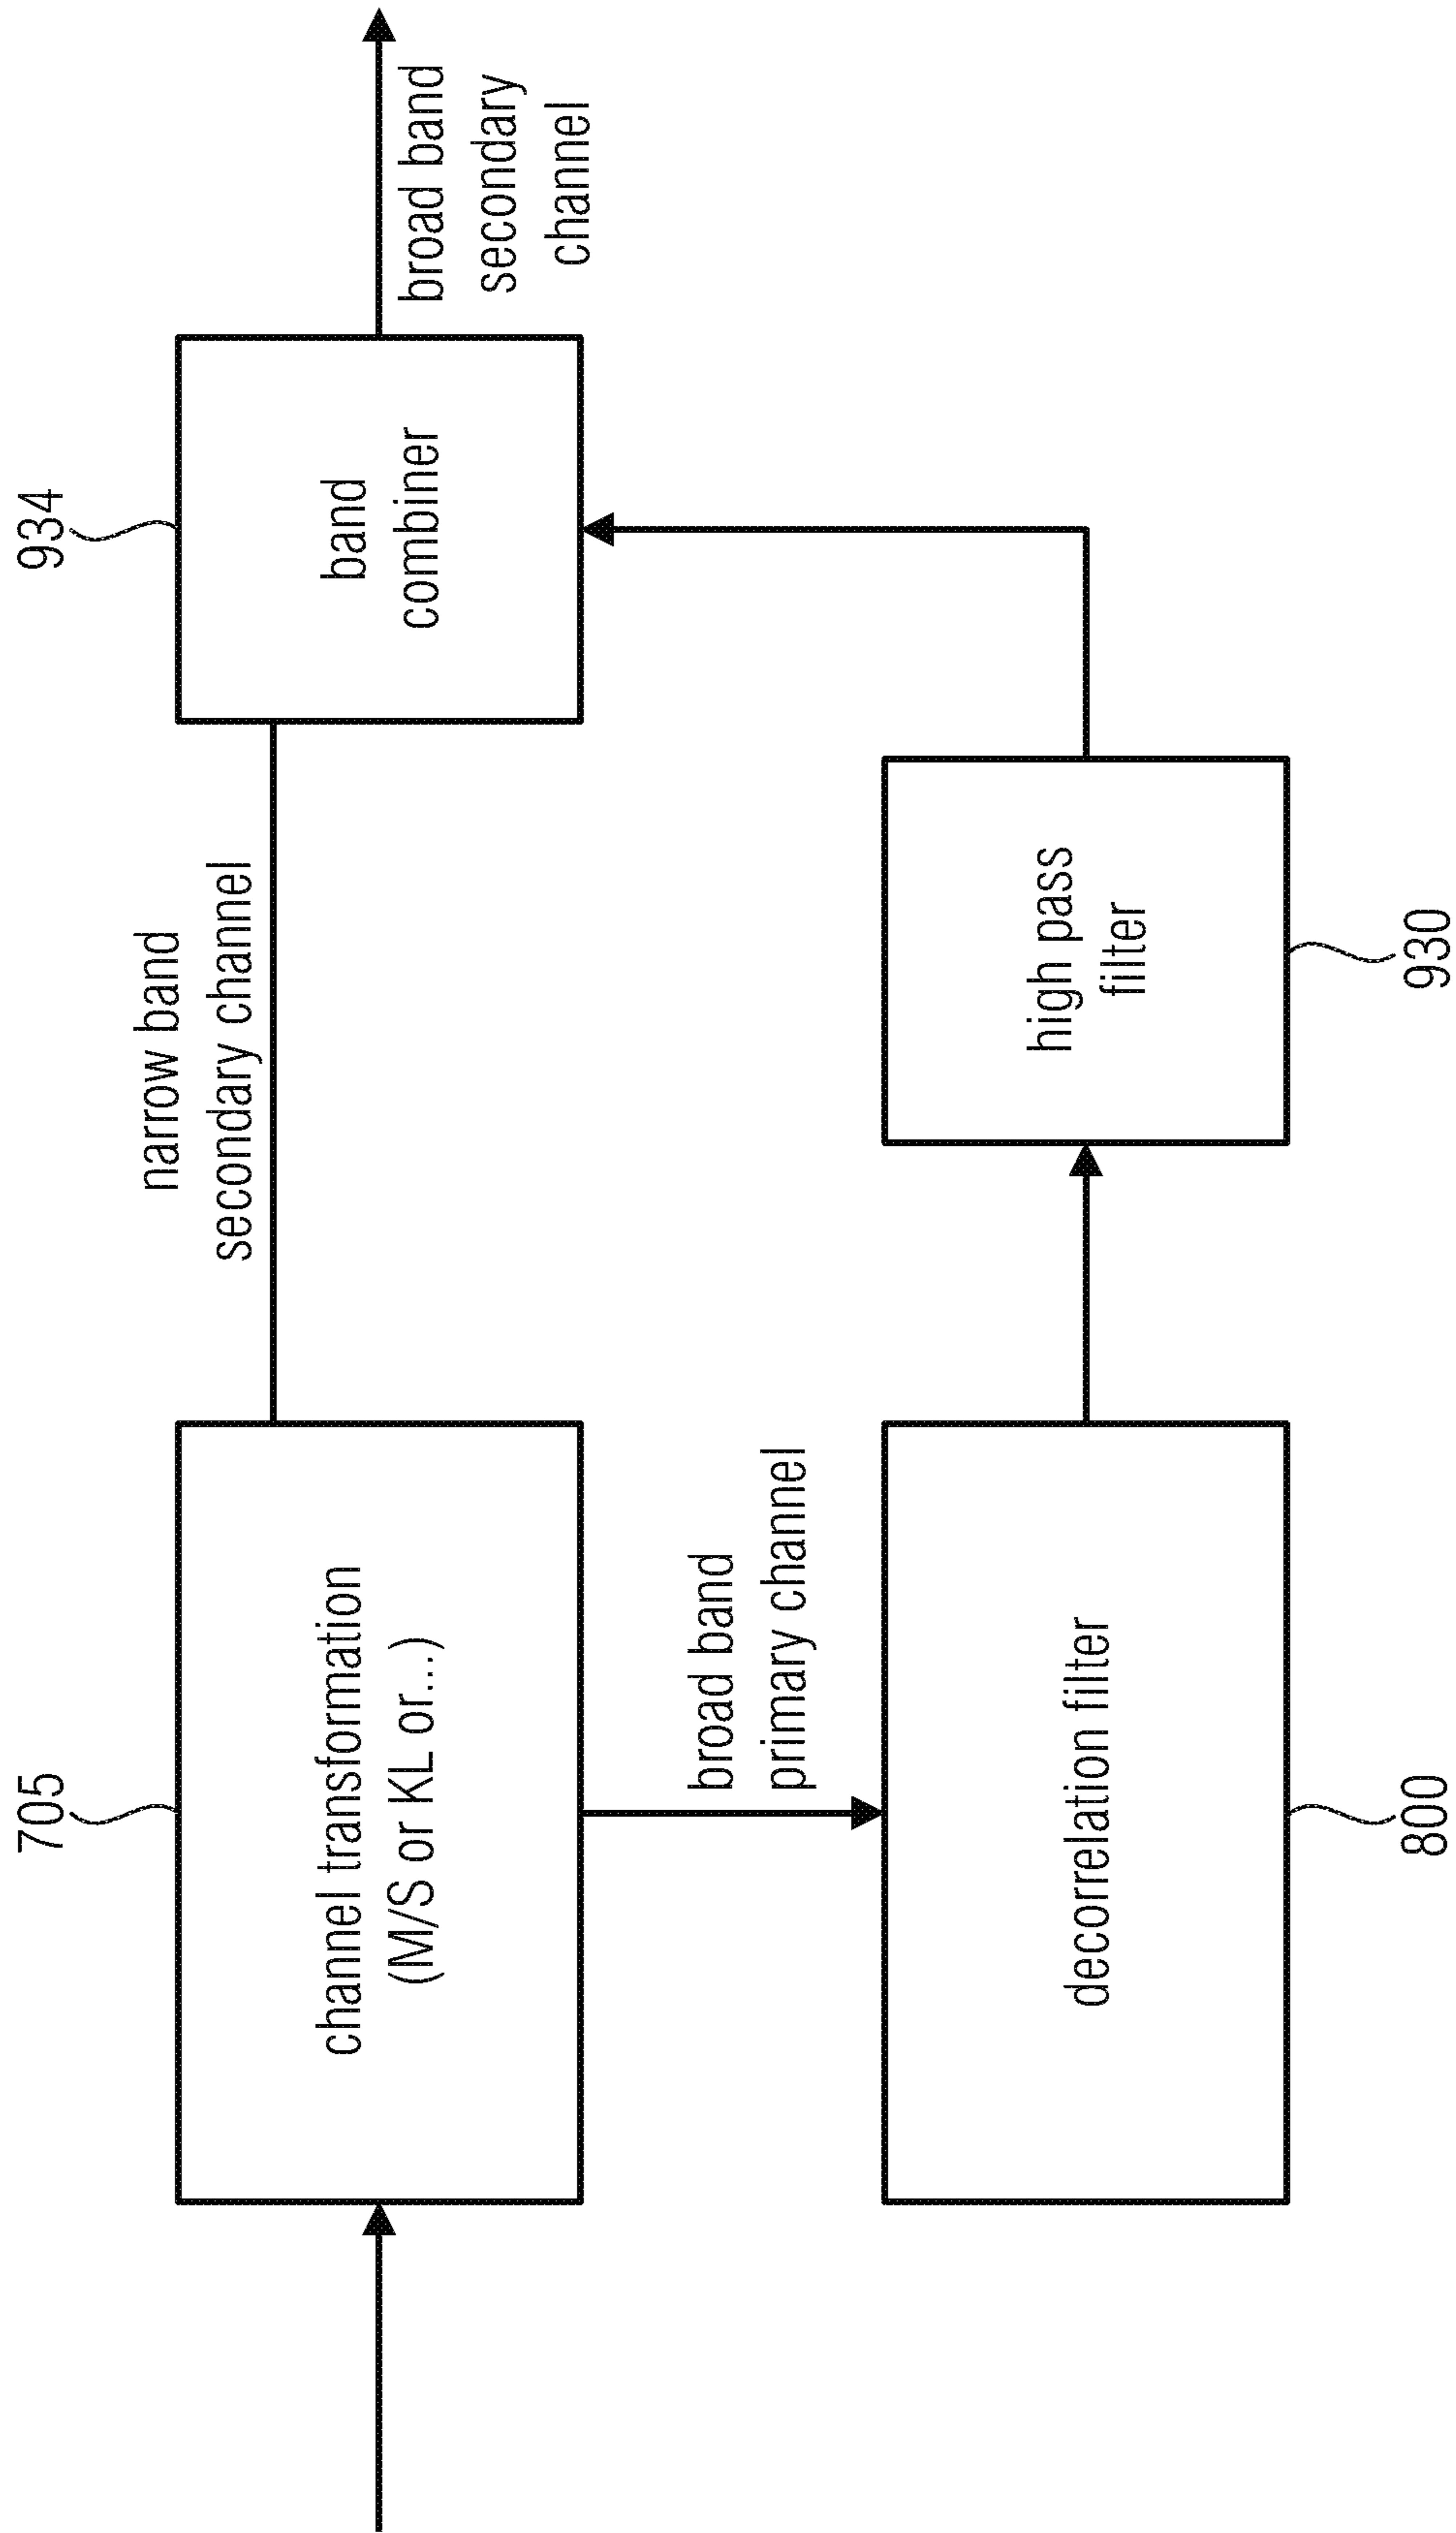 705
channel transformation
(M/S or KL or...)
narrow band
secondary channel
934
band
combiner
broad band
secondary
channel
broad band
primary channel
decorrelation filter
800
high pass
filter
930